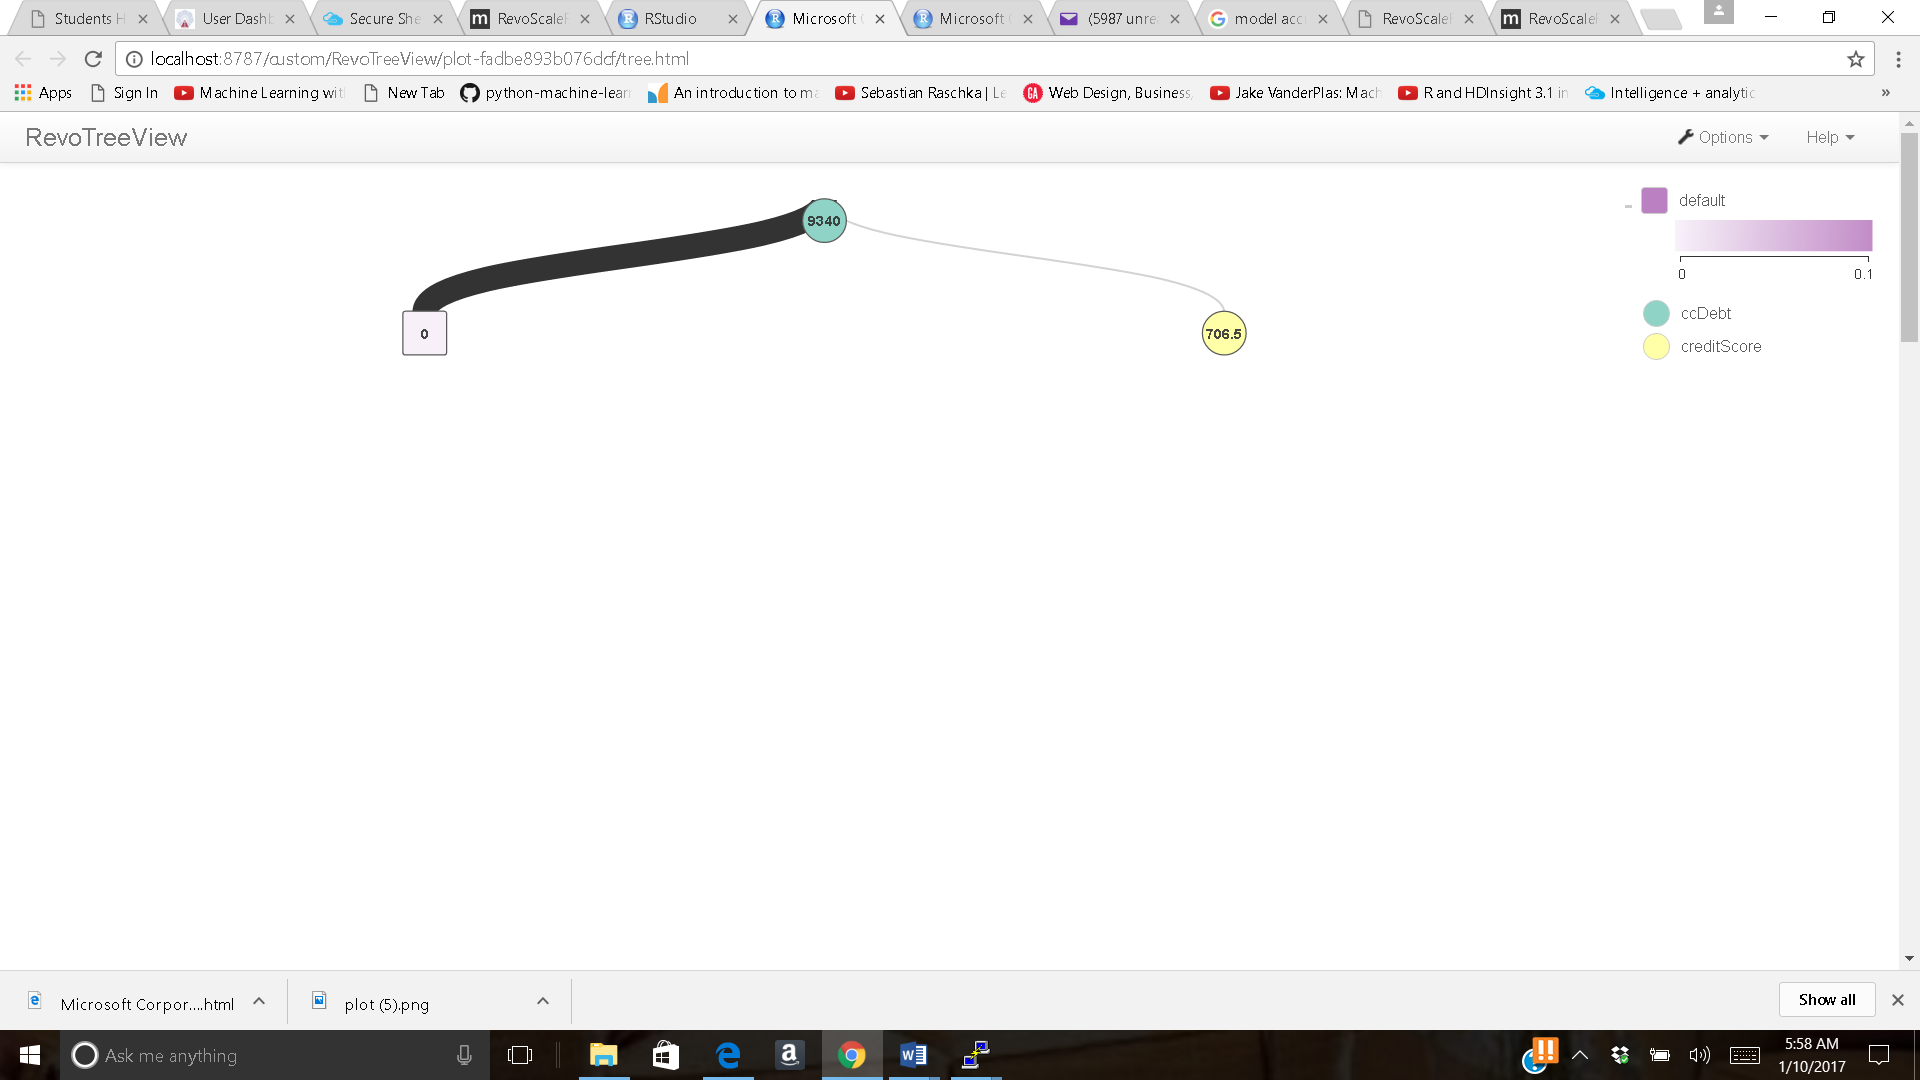 Students H
User Dashb
Secure She
RevoScaleR
RStudio
Microsoft
Microsoft
(5987 unre
model acc
RevoScale
RevoScale
localhost:8787/custom/RevoTreeView/plot-fadbe893b076dcf/tree.html
Apps
Sign In
Machine Learning wit
New Tab
python-machine-lear
An introduction to ma
Sebastian Raschka | Le
Web Design, Business,
Jake VanderPlas: Mach
R and HDInsight 3.1 in
Intelligence + analytic
»
RevoTreeView
Options
Help
9340
0
706.5
default
0
0.1
ccDebt
creditScore
Microsoft Corpor....html
plot (5).png
Show all
Ask me anything
5:58 AM
1/10/2017